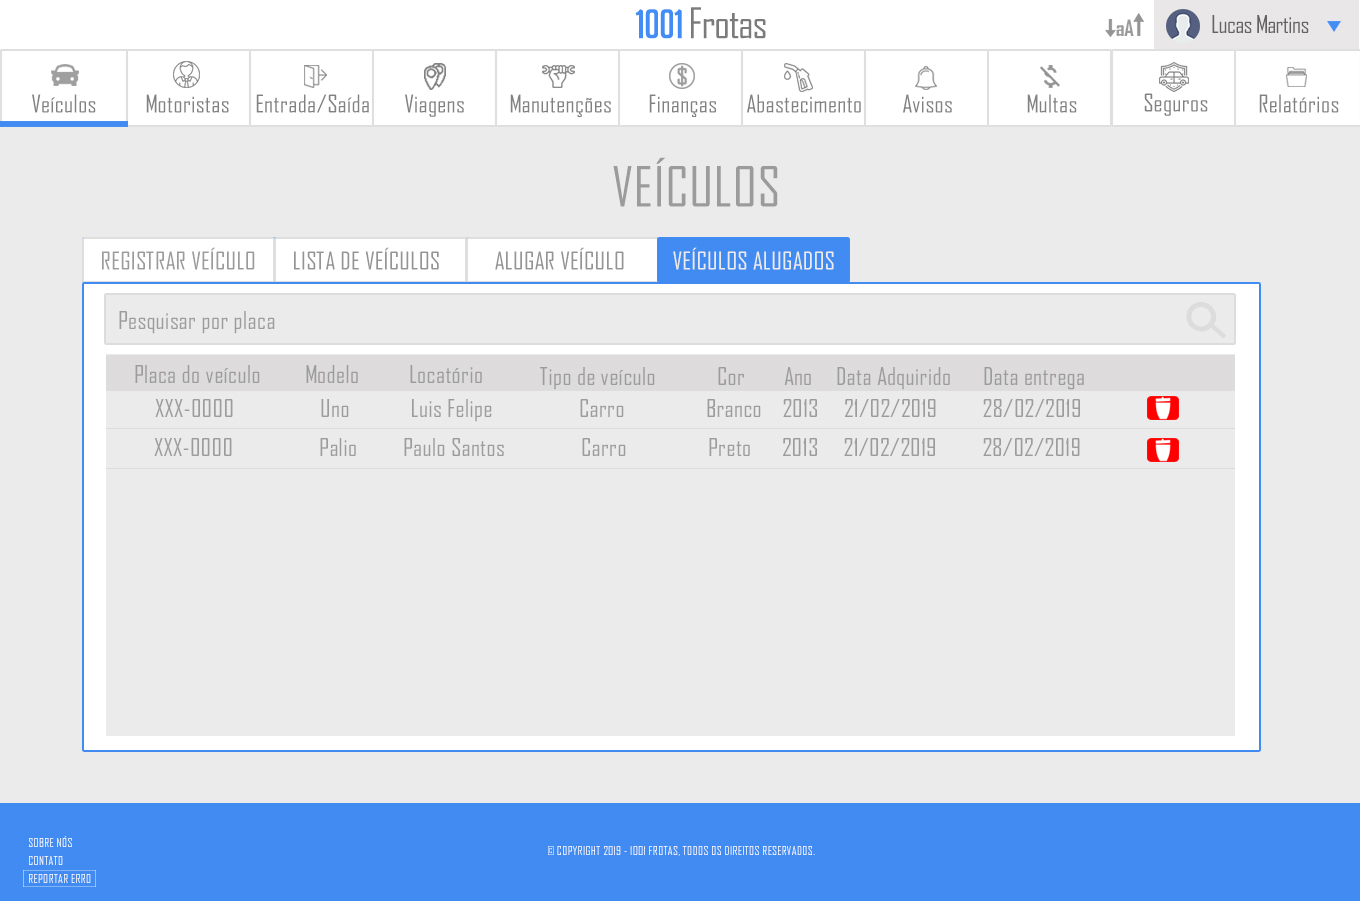 1001 Frotas
aA
Lucas Martins
Veículos Motoristas Entrada/Saída Viagens Manutenções Finanças Abastecimento Avisos Multas Seguros Relatórios
VEÍCULOS
REGISTRAR VEÍCULO LISTA DE VEÍCULOS ALUGAR VEÍCULO VEÍCULOS ALUGADOS
Pesquisar por placa
Placa do veículo Modelo Locatório Tipo de veículo Cor Ano Data Adquirido Data entrega
XXX-0000 Uno Luis Felipe Carro Branco 2013 21/02/2019 28/02/2019
XXX-0000 Palio Paulo Santos Carro Preto 2013 21/02/2019 28/02/2019
SOBRE NÓS
CONTATO
REPORTAR ERRO
© COPYRIGHT 2019 - 1001 FROTAS, TODOS OS DIREITOS RESERVADOS.